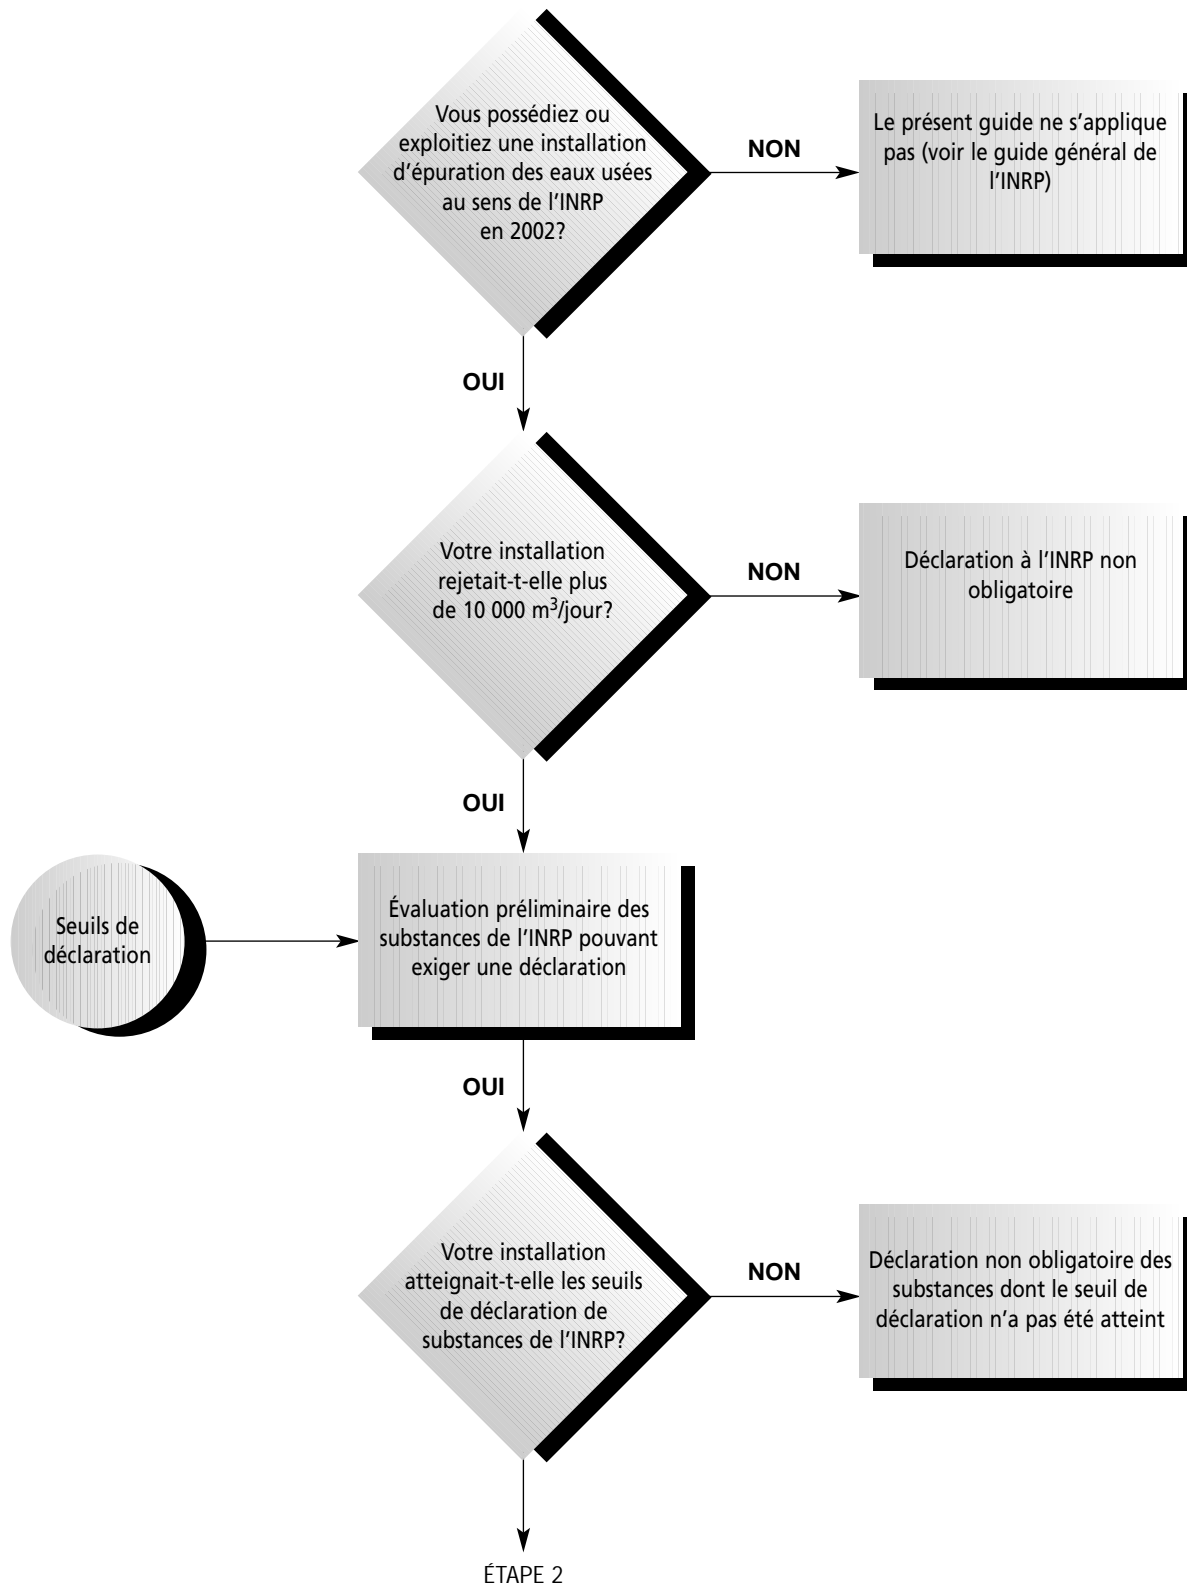 Vous possédiez ou
exploitiez une installation
d'épuration des eaux usées
au sens de l'INRP
en 2002?
NON
Le présent guide ne s'applique
pas (voir le guide général de
l'INRP)
OUI
Votre installation
rejetait-t-elle plus
de 10 000 m³/jour?
NON
Déclaration à l'INRP non
obligatoire
OUI
Seuils de
déclaration
Évaluation préliminaire des
substances de l'INRP pouvant
exiger une déclaration
OUI
Votre installation
atteignait-t-elle les seuils
de déclaration de
substances de l'INRP?
NON
Déclaration non obligatoire des
substances dont le seuil de
déclaration n'a pas été atteint
ÉTAPE 2